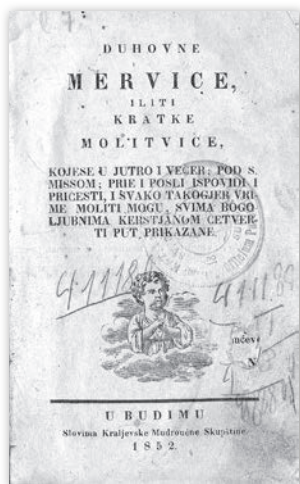 DUHOVNE
MERVICE,
ILITI
KRATKE
MOLITVICE,
KOJESE U JUTRO I VEČER; POD S.
MISSOM; PRIE I POSLI ISPOVIDI I
PRIČESTI, I SVAKO TAKOGJER VRI-
ME MOLITI MOGU, SVIMA BOGO-
LJUBNIMA KERSTJANOM ČETVER-
TI PUT PRIKAZANE.
U BUDIMU
Slovima Kraljevske Mudroučne Skupštine.
1852.